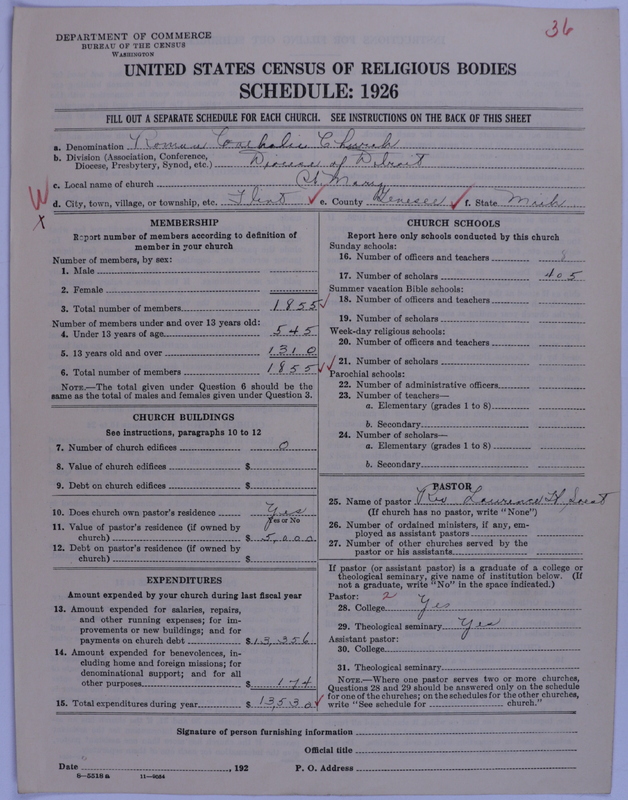 36
DEPARTMENT OF COMMERCE
BUREAU OF THE CENSUS
WASHINGTON
UNITED STATES CENSUS OF RELIGIOUS BODIES
SCHEDULE: 1926
FILL OUT A SEPARATE SCHEDULE FOR EACH CHURCH. SEE INSTRUCTIONS ON THE BACK OF THIS SHEET
a. Denomination Roman Catholic Church
b. Division (Association, Conference,
Diocese, Presbytery, Synod, etc.) Diocese of Detroit
c. Local name of church St. Mary
d. City, town, village, or township, etc. Flint e. County Genesee f. State Mich
MEMBERSHIP
Report number of members according to definition of
member in your church
Number of members, by sex:
1. Male
2. Female
3. Total number of members 1855
Number of members under and over 13 years old:
4. Under 13 years of age 545
5. 13 years old and over 1310
6. Total number of members 1855
NOTE.—The total given under Question 6 should be the
same as the total of males and females given under Question 3.
CHURCH BUILDINGS
See instructions, paragraphs 10 to 12
7. Number of church edifices 0
8. Value of church edifices $
9. Debt on church edifices $
10. Does church own pastor's residence Yes
Yes or No
11. Value of pastor's residence (if owned by
church) $ 5,000
12. Debt on pastor's residence (if owned by
church) $
EXPENDITURES
Amount expended by your church during last fiscal year
13. Amount expended for salaries, repairs,
and other running expenses; for im-
provements or new buildings; and for
payments on church debt $13,356
14. Amount expended for benevolences, in-
cluding home and foreign missions; for
denominational support; and for all
other purposes $ 174
15. Total expenditures during year $ 13,530
CHURCH SCHOOLS
Report here only schools conducted by this church
Sunday schools:
16. Number of officers and teachers 8
17. Number of scholars 405
Summer vacation Bible schools:
18. Number of officers and teachers
19. Number of scholars
Week-day religious schools:
20. Number of officers and teachers
21. Number of scholars
Parochial schools:
22. Number of administrative officers
23. Number of teachers—
a. Elementary (grades 1 to 8)
b. Secondary
24. Number of scholars—
a. Elementary (grades 1 to 8)
b. Secondary
PASTOR
25. Name of pastor Rev Laurence H
(If church has no pastor, write "None")
26. Number of ordained ministers, if any, em-
ployed as assistant pastors
27. Number of other churches served by the
pastor or his assistants
If pastor (or assistant pastor) is a graduate of a college or
theological seminary, give name of institution below. (If
not a graduate, write "No" in the space indicated.)
Pastor: 2
28. College Yes
29. Theological seminary Yes
Assistant pastor:
30. College
31. Theological seminary
NOTE.—Where one pastor serves two or more churches,
Questions 28 and 29 should be answered only on the schedule
for one of the churches; on the schedules for the other churches,
write "See schedule for church."
Signature of person furnishing information
Official title
Date , 192 P. O. Address
8—5518a 11—9024